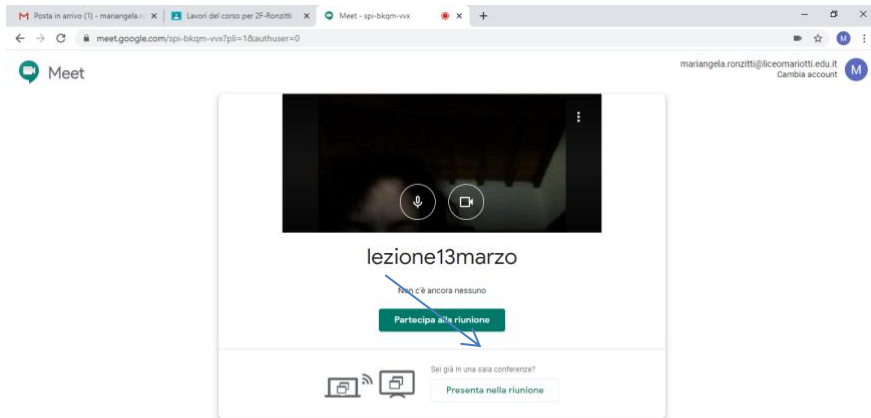 Posta in arrivo (1) - mariangela.r
Lavori del corso per 2F-Ronzitti
Meet - spi-bkqm-vvx
meet.google.com/spi-bkqm-vvx?pli=1&authuser=0
M
Meet
mariangela.ronzitti@liceomariotti.edu.it
Cambia account
M
lezione13marzo
Non c'è ancora nessuno
Partecipa alla riunione
Sei già in una sala conferenze?
Presenta nella riunione